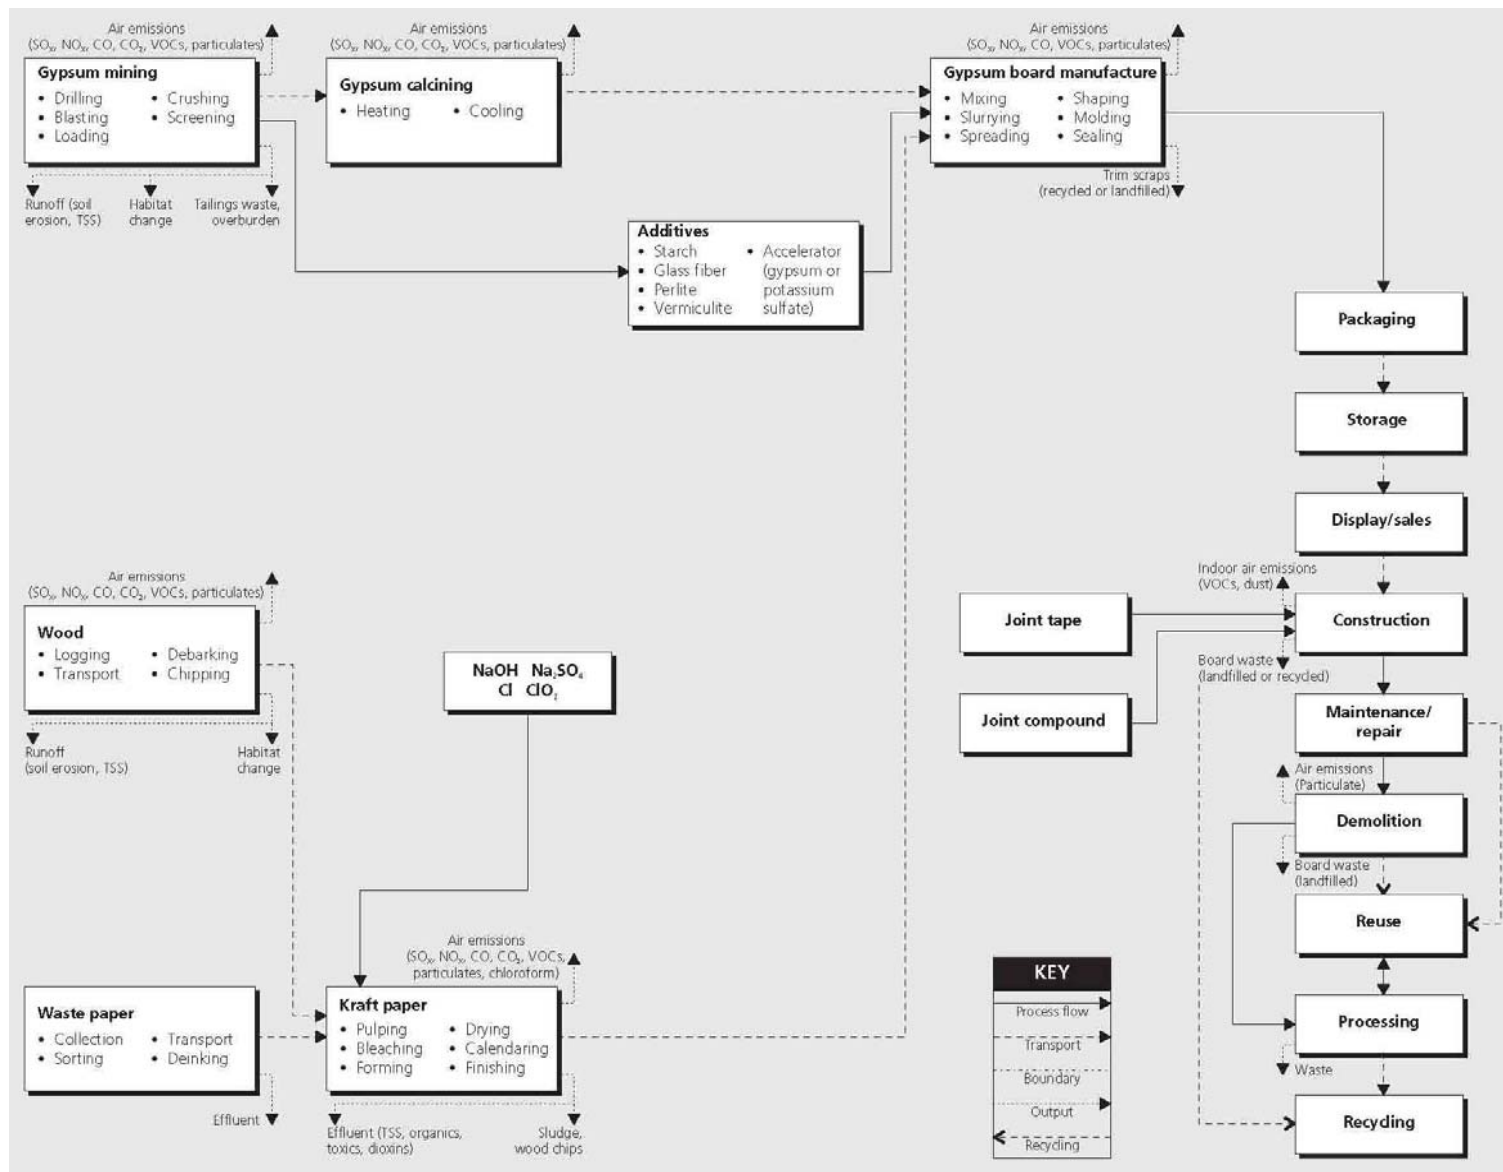 Air emissions
(SOₓ, NOₓ, CO, CO₂, VOCs, particulates)
Gypsum mining
• Drilling
• Crushing
• Blasting
• Screening
• Loading
Runoff (soil
erosion, TSS)
Habitat
change
Tailings waste,
overburden
Air emissions
(SOₓ, NOₓ, CO, CO₂, VOCs, particulates)
Gypsum calcining
• Heating
• Cooling
Air emissions
(SOₓ, NOₓ, CO, VOCs, particulates)
Gypsum board manufacture
• Mixing
• Shaping
• Slurrying
• Molding
• Spreading
• Sealing
Trim scraps
(recycled or landfilled)
Additives
• Starch
• Accelerator
• Glass fiber
(gypsum or
• Perlite
potassium
• Vermiculite
sulfate)
Packaging
Storage
Display/sales
Indoor air emissions
(VOCs, dust)
Joint tape
Construction
Board waste
(landfilled or recycled)
Joint compound
Maintenance/
repair
Air emissions
(Particulate)
Demolition
Board waste
(landfilled)
Reuse
Processing
Waste
Recycling
Air emissions
(SOₓ, NOₓ, CO, CO₂, VOCs, particulates)
Wood
• Logging
• Debarking
• Transport
• Chipping
Runoff
(soil erosion, TSS)
Habitat
change
NaOH Na₂SO₄
Cl ClO₂
Waste paper
• Collection
• Transport
• Sorting
• Deinking
Effluent
Air emissions
(SOₓ, NOₓ, CO, CO₂, VOCs,
particulates, chloroform)
Kraft paper
• Pulping
• Drying
• Bleaching
• Calendaring
• Forming
• Finishing
Effluent (TSS, organics,
toxics, dioxins)
Sludge,
wood chips
KEY
Process flow
Transport
Boundary
Output
Recycling